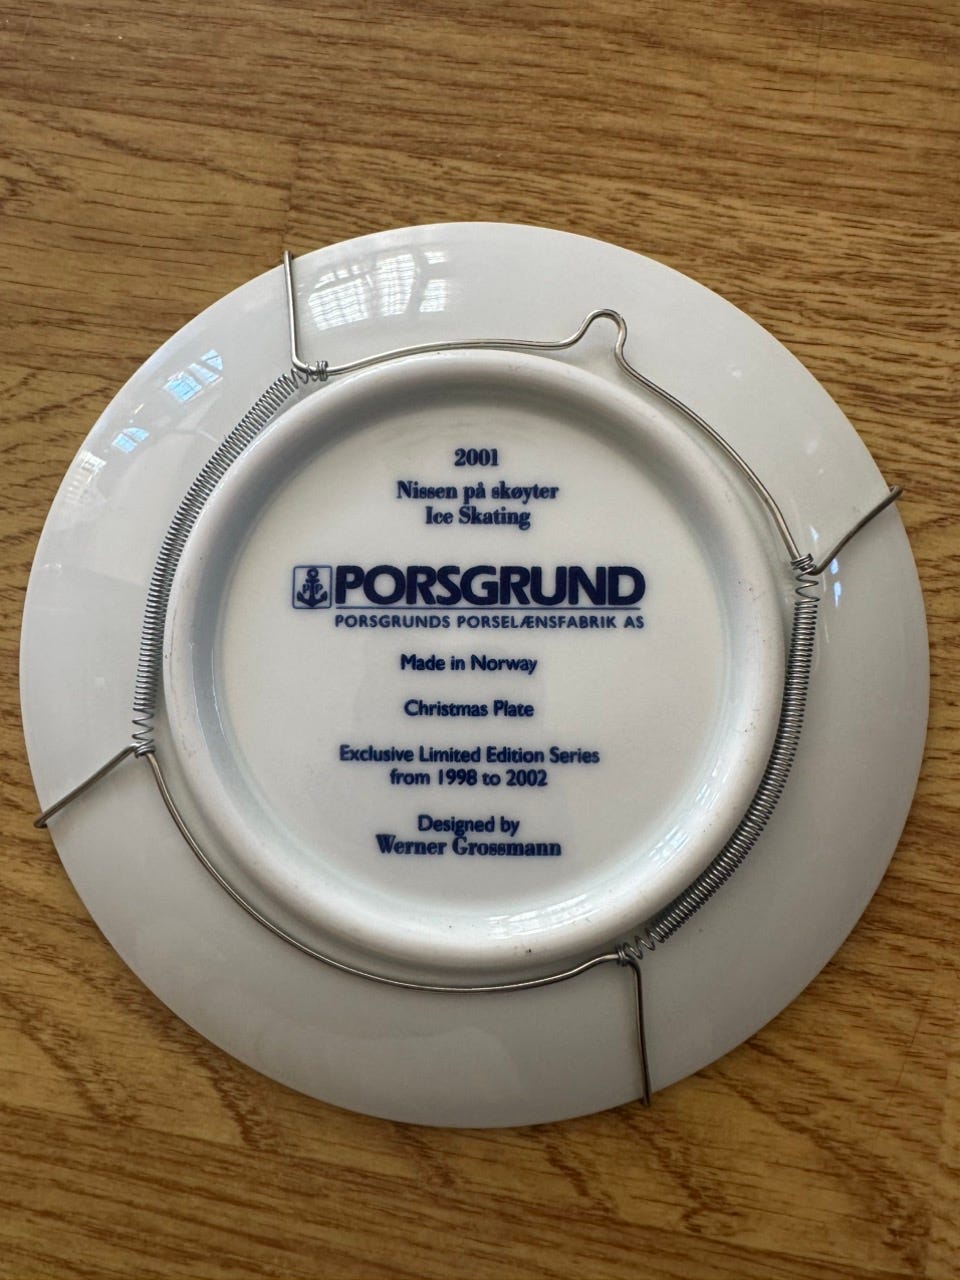 2001
Nissen på skøyter
Ice Skating
PP PORSGRUND
PORSGRUNDS PORSELÆNSFABRIK AS
Made in Norway
Christmas Plate
Exclusive Limited Edition Series
from 1998 to 2002
Designed by
Werner Grossmann